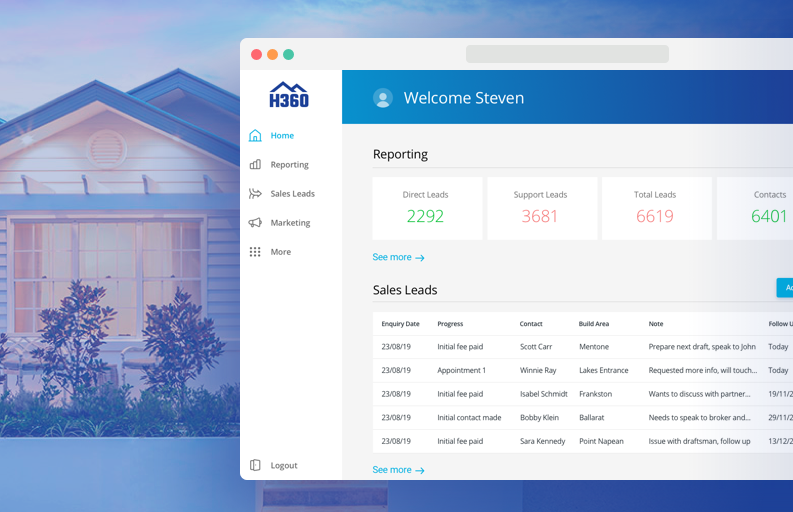 H360
Welcome Steven
Home
Reporting
Sales Leads
Marketing
More
Logout
Reporting
Direct Leads
2292
Support Leads
3681
Total Leads
6619
Contacts
6401
See more →
Sales Leads
Enquiry Date Progress Contact Build Area Note Follow
23/08/19 Initial fee paid Scott Carr Mentone Prepare next draft, speak to John Today
23/08/19 Appointment 1 Winnie Ray Lakes Entrance Requested more info, will touch... Today
23/08/19 Initial fee paid Isabel Schmidt Frankston Wants to discuss with partner... 19/11/2
23/08/19 Initial contact made Bobby Klein Ballarat Needs to speak to broker and... 29/11/2
23/08/19 Initial fee paid Sara Kennedy Point Napean Issue with draftsman, follow up 13/12/2
See more →